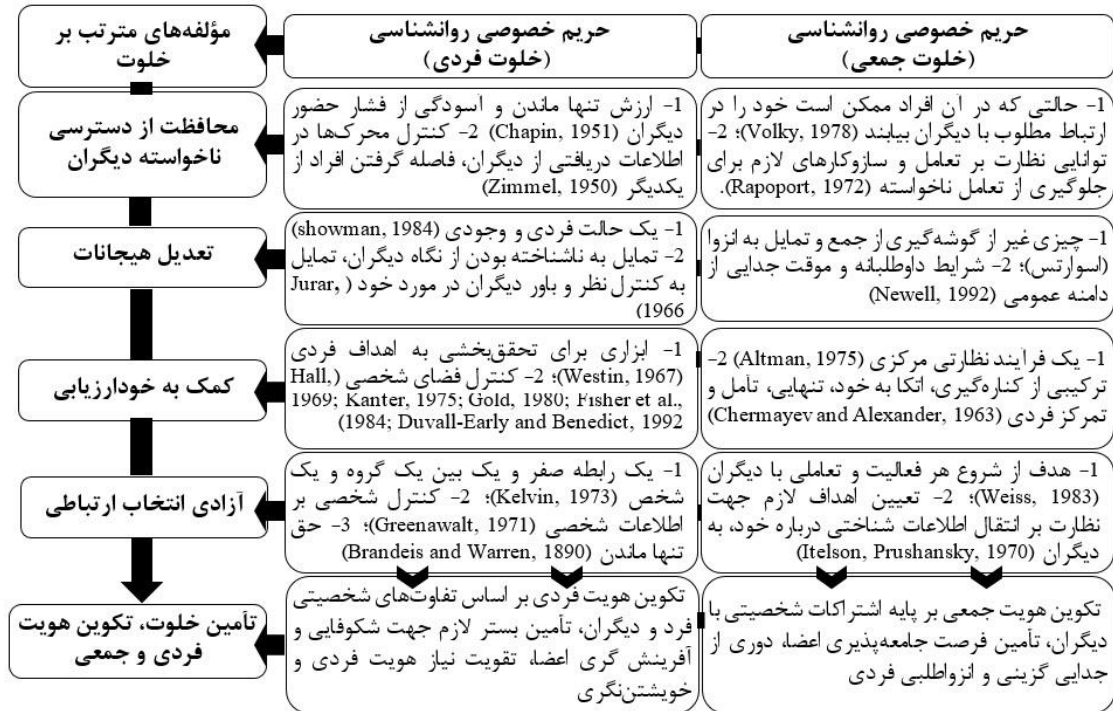 حریم خصوصی روانشناسی
(خلوت جمعی)
حریم خصوصی روانشناسی
(خلوت فردی)
مؤلفه‌های مترتب بر
خلوت
1- حالتی که در آن افراد ممکن است خود را در
ارتباط مطلوب با دیگران بیابند (Volky, 1978)؛ 2-
توانایی نظارت بر تعامل و سازوکارهای لازم برای
جلوگیری از تعامل ناخواسته (Rapoport, 1972).
1- ارزش تنها ماندن و آسودگی از فشار حضور
دیگران (Chapin, 1951) 2- کنترل محرک‌ها در
اطلاعات دریافتی از دیگران، فاصله گرفتن افراد از
یکدیگر (Zimmel, 1950)
محافظت از دسترسی
ناخواسته دیگران
1- چیزی غیر از گوشه‌گیری از جمع و تمایل به انزوا
(اسوارتس)؛ 2- شرایط داوطلبانه و موقت جدایی از
دامنه عمومی (Newell, 1992)
1- یک حالت فردی و وجودی (showman, 1984)
2- تمایل به ناشناخته بودن از نگاه دیگران، تمایل
به کنترل نظر و باور دیگران در مورد خود (Jurar,
1966)
تعدیل هیجانات
1- یک فرآیند نظارتی مرکزی (Altman, 1975) 2-
ترکیبی از کناره‌گیری، اتکا به خود، تنهایی، تأمل و
تمرکز فردی (Chermayev and Alexander, 1963)
1- ابزاری برای تحقق‌بخشی به اهداف فردی
(Westin, 1967)؛ 2- کنترل فضای شخصی (Hall,
1969; Kanter, 1975; Gold, 1980; Fisher et al.,
1984; Duvall-Early and Benedict, 1992)
کمک به خودارزیابی
1- هدف از شروع هر فعالیت و تعاملی با دیگران
(Weiss, 1983)؛ 2- تعیین اهداف لازم جهت
نظارت بر انتقال اطلاعات شناختی درباره خود، به
دیگران (Itelson, Prushansky, 1970)
1- یک رابطه صفر و یک بین یک گروه و یک
شخص (Kelvin, 1973)؛ 2- کنترل شخصی بر
اطلاعات شخصی (Greenawalt, 1971)؛ 3- حق
تنها ماندن (Brandeis and Warren, 1890)
آزادی انتخاب ارتباطی
تکوین هویت جمعی بر پایه اشتراکات شخصیتی با
دیگران، تأمین فرصت جامعه‌پذیری اعضا، دوری از
جدایی گزینی و انزواطلبی فردی
تکوین هویت فردی بر اساس تفاوت‌های شخصیتی
فرد و دیگران، تأمین بستر لازم جهت شکوفایی و
آفرینش گری اعضا، تقویت نیاز هویت فردی و
خویشتن‌نگری
تأمین خلوت، تکوین هویت
فردی و جمعی